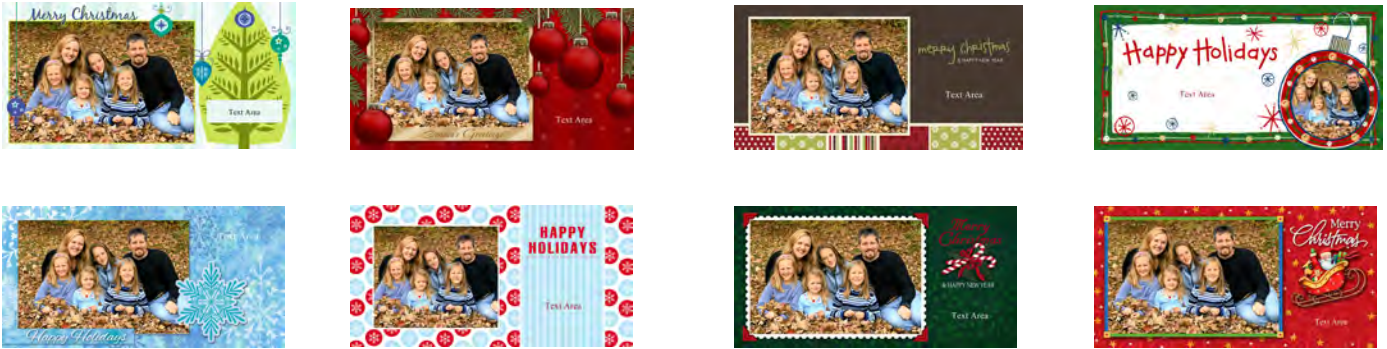 Merry Christmas
Text Area
Season's Greetings
Text Area
merry christmas
& HAPPY NEW YEAR
Text Area
Happy Holidays
Text Area
Text Area
Happy Holidays
HAPPY
HOLIDAYS
Text Area
Merry
Christmas
& HAPPY NEW YEAR
Text Area
Merry
Christmas
Text Area